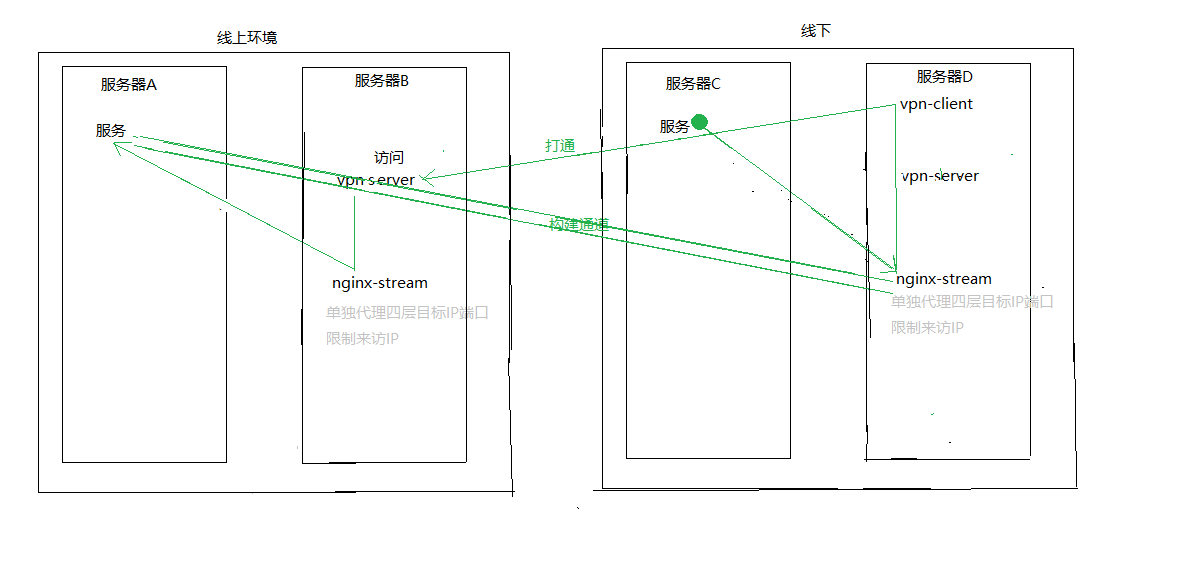 线上环境
服务器A
服务
服务器B
访问
vpn-server
nginx-stream
单独代理四层目标IP端口
限制来访IP
打通
构建通道
线下
服务器C
服务
服务器D
vpn-client
vpn-server
nginx-stream
单独代理四层目标IP端口
限制来访IP